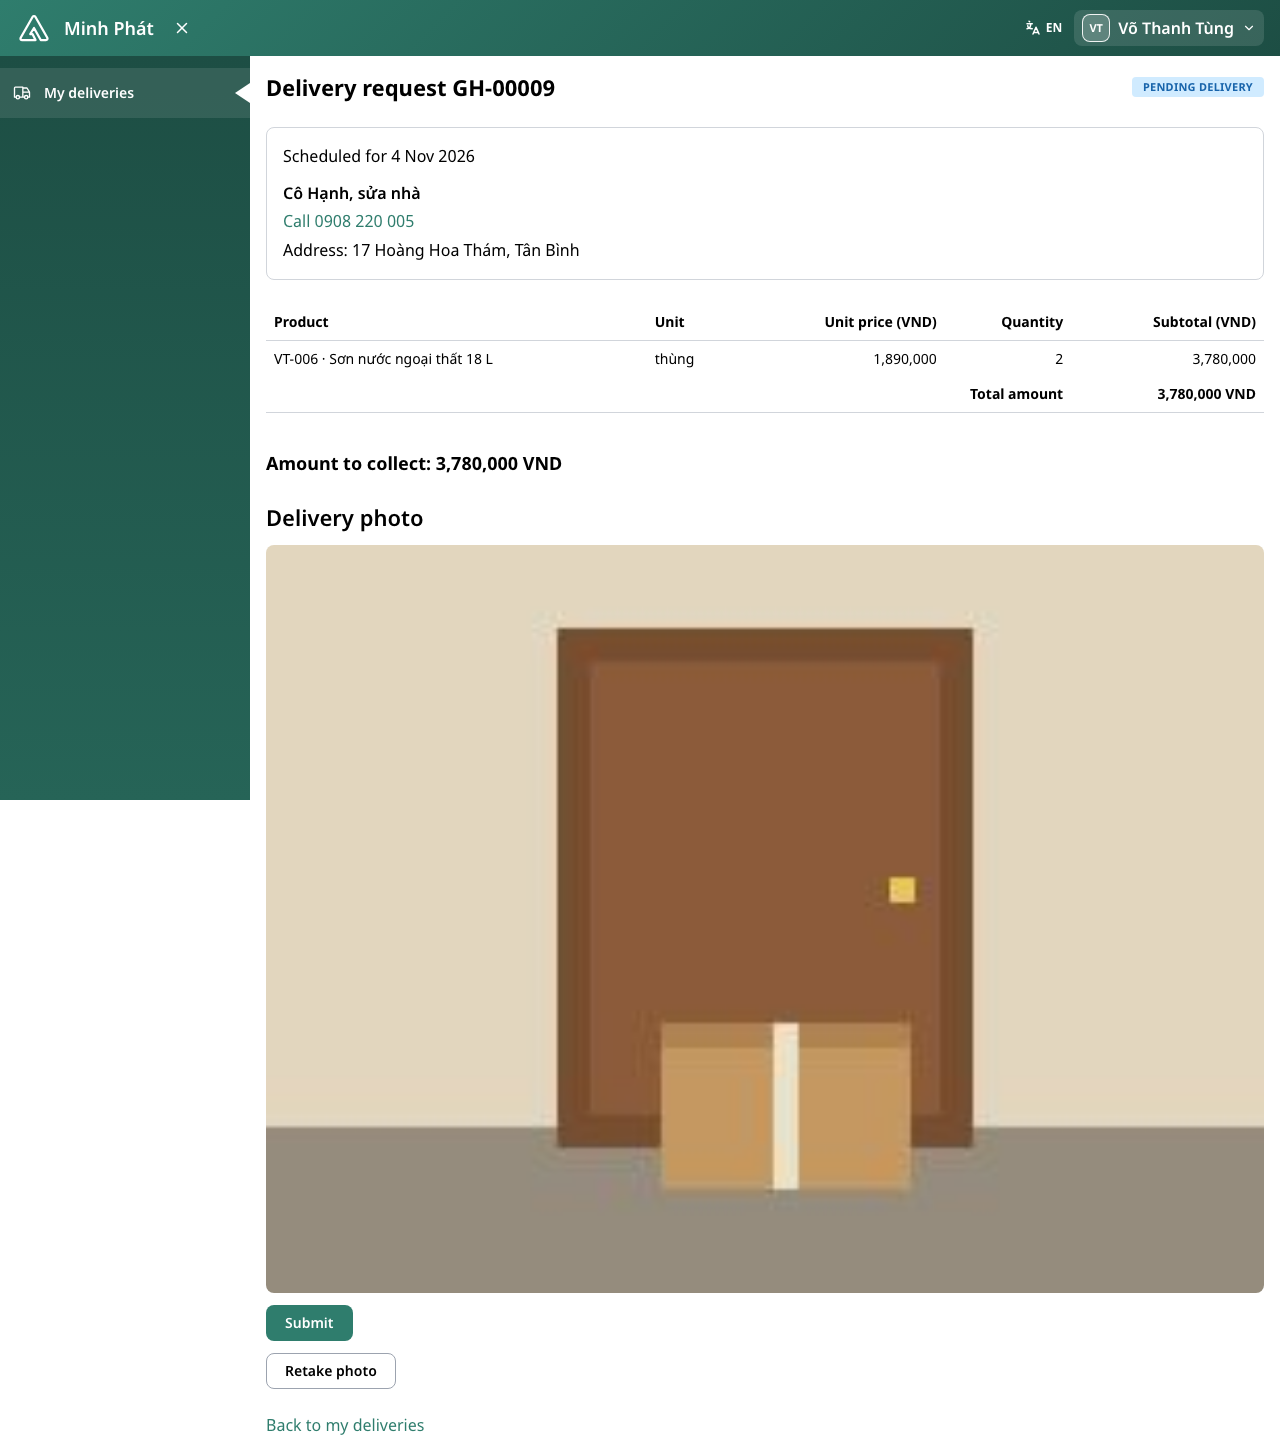 Minh Phát
EN
VT
Võ Thanh Tùng
My deliveries
Delivery request GH-00009
PENDING DELIVERY
Scheduled for 4 Nov 2026
Cô Hạnh, sửa nhà
Call 0908 220 005
Address: 17 Hoàng Hoa Thám, Tân Bình
Product Unit Unit price (VND) Quantity Subtotal (VND)
VT-006 · Sơn nước ngoại thất 18 L thùng 1,890,000 2 3,780,000
Total amount 3,780,000 VND
Amount to collect: 3,780,000 VND
Delivery photo
Submit
Retake photo
Back to my deliveries